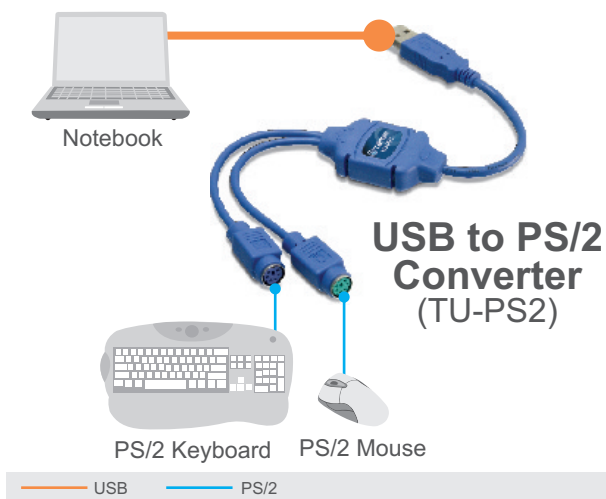 Notebook
USB to PS/2
Converter
(TU-PS2)
PS/2 Keyboard
PS/2 Mouse
USB
PS/2